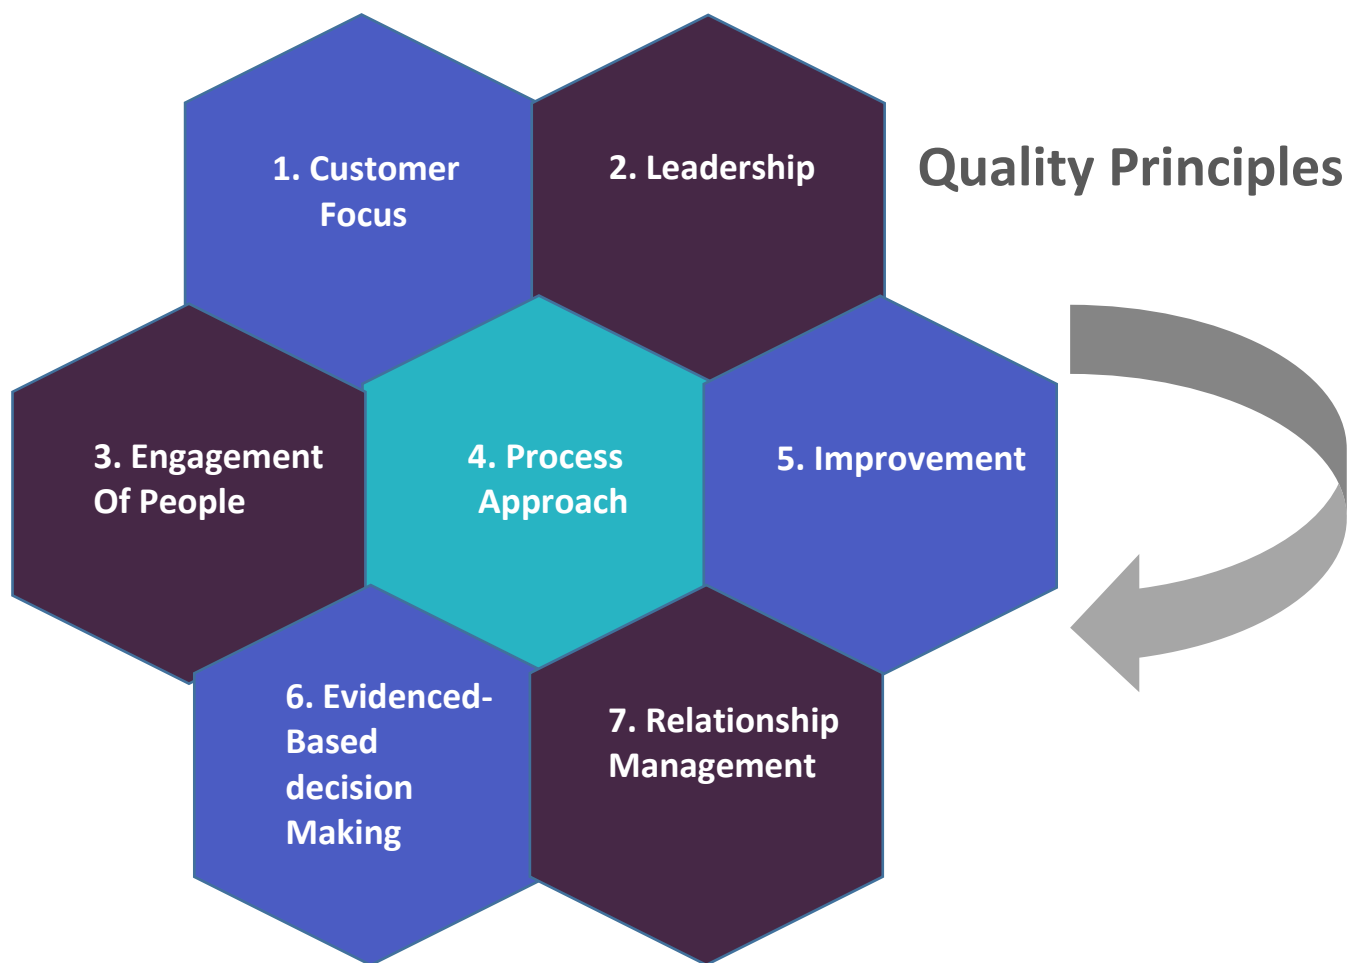 1. Customer
Focus
2. Leadership
Quality Principles
3. Engagement
Of People
4. Process
Approach
5. Improvement
6. Evidenced-
Based
decision
Making
7. Relationship
Management